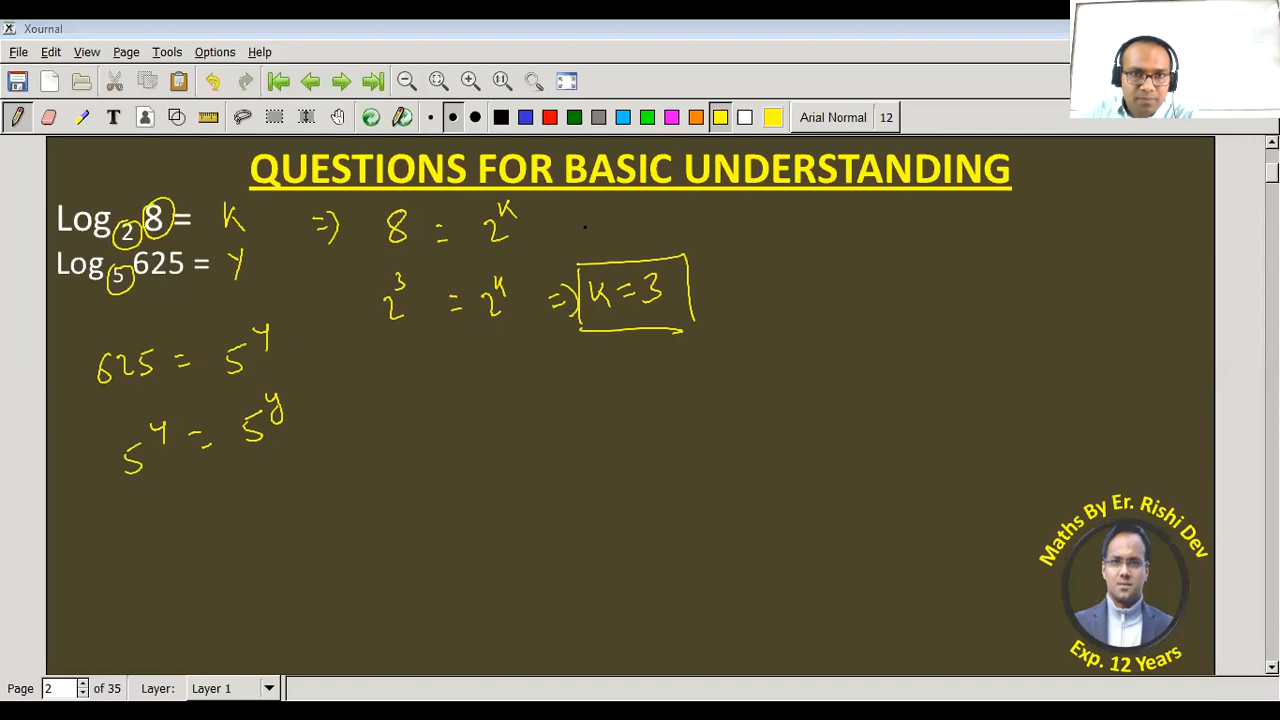 Xournal
File Edit View Page Tools Options Help
Arial Normal 12
QUESTIONS FOR BASIC UNDERSTANDING
Log 2 8 = K => 8 = 2^K
Log 5 625 = y
2^3 = 2^K => K = 3
625 = 5^y
5^4 = 5^y
Maths By Er. Rishi Dev
Exp. 12 Years
Page 2 of 35 Layer: Layer 1